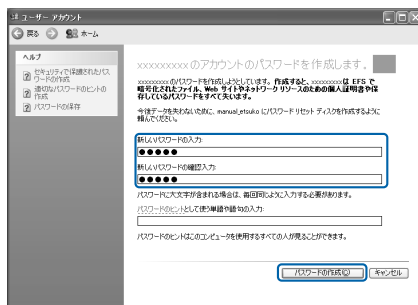 ユーザー アカウント
戻る
ホーム
ヘルプ
セキュリティで保護されたパス
ワードの作成
適切なパスワードのヒントの
作成
パスワードの保存
xxxxxxxxx のアカウントのパスワードを作成します。
xxxxxxxxx のパスワードを作成しようとしています。作成すると、xxxxxxxxxは EFS で
暗号化されたファイル、Web サイトやネットワーク リソースのための個人証明書や保
存しているパスワードをすべて失います。
今後データを失わないために、manual_etsuko にパスワード リセット ディスクを作成するように
頼んでください。
新しいパスワードの入力:
●●●●●
新しいパスワードの確認入力:
●●●●●
パスワードに大文字が含まれる場合は、毎回同じように入力する必要があります。
パスワードのヒントとして使う単語や語句の入力:
パスワードのヒントはこのコンピュータを使用するすべての人が見ることができます。
パスワードの作成(C)
キャンセル